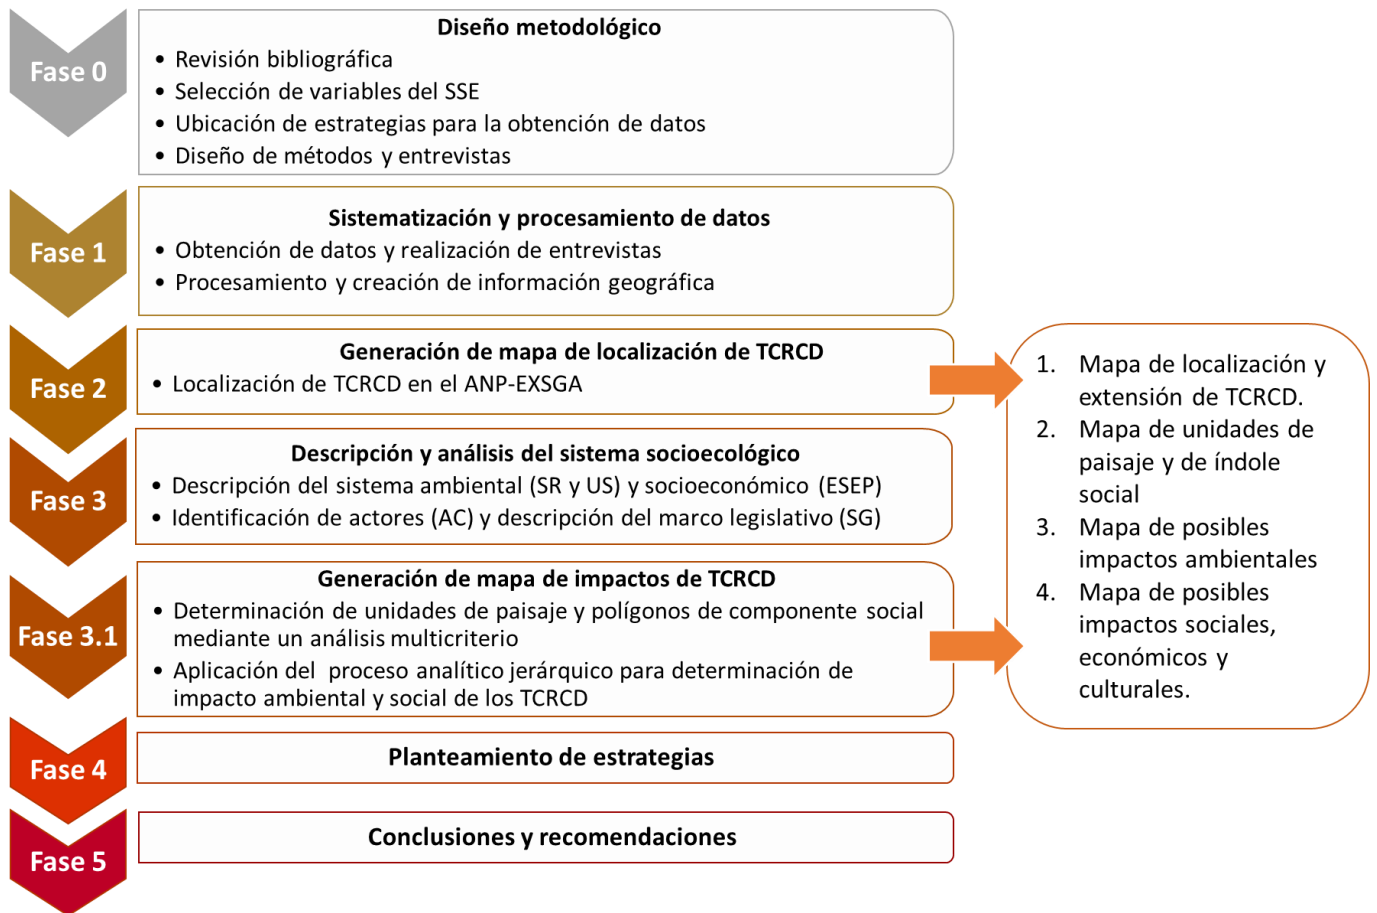 Fase 0
Diseño metodológico
• Revisión bibliográfica
• Selección de variables del SSE
• Ubicación de estrategias para la obtención de datos
• Diseño de métodos y entrevistas
Fase 1
Sistematización y procesamiento de datos
• Obtención de datos y realización de entrevistas
• Procesamiento y creación de información geográfica
Fase 2
Generación de mapa de localización de TCRCD
• Localización de TCRCD en el ANP-EXSGA
Fase 3
Descripción y análisis del sistema socioecológico
• Descripción del sistema ambiental (SR y US) y socioeconómico (ESEP)
• Identificación de actores (AC) y descripción del marco legislativo (SG)
Fase 3.1
Generación de mapa de impactos de TCRCD
• Determinación de unidades de paisaje y polígonos de componente social
mediante un análisis multicriterio
• Aplicación del proceso analítico jerárquico para determinación de
impacto ambiental y social de los TCRCD
Fase 4
Planteamiento de estrategias
Fase 5
Conclusiones y recomendaciones
1. Mapa de localización y
extensión de TCRCD.
2. Mapa de unidades de
paisaje y de índole
social
3. Mapa de posibles
impactos ambientales
4. Mapa de posibles
impactos sociales,
económicos y
culturales.